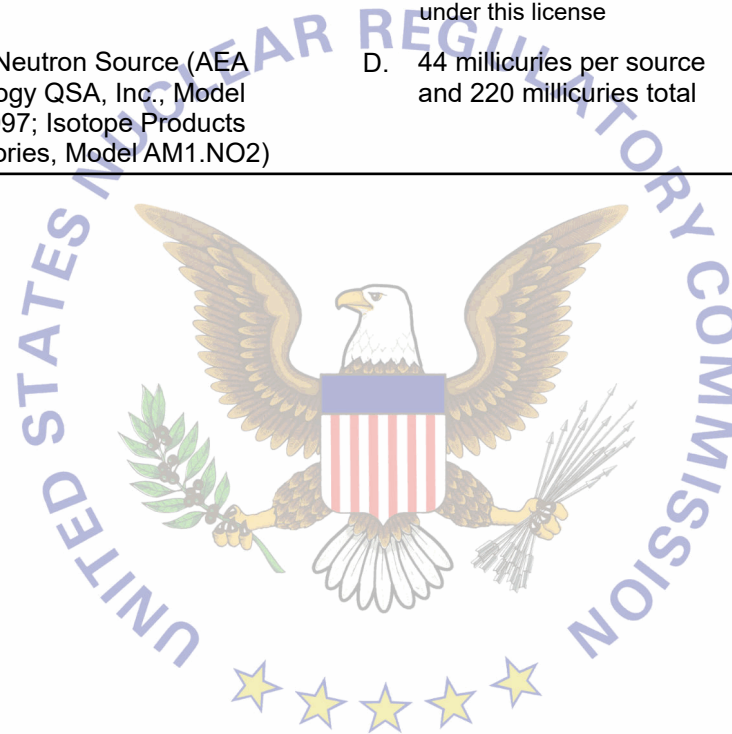 under this license
Neutron Source (AEA
D. 44 millicuries per source
ogy QSA, Inc., Model
and 220 millicuries total
97; Isotope Products
ories, Model AM1.NO2)
UNITED STATES NUCLEAR REGULATORY COMMISSION